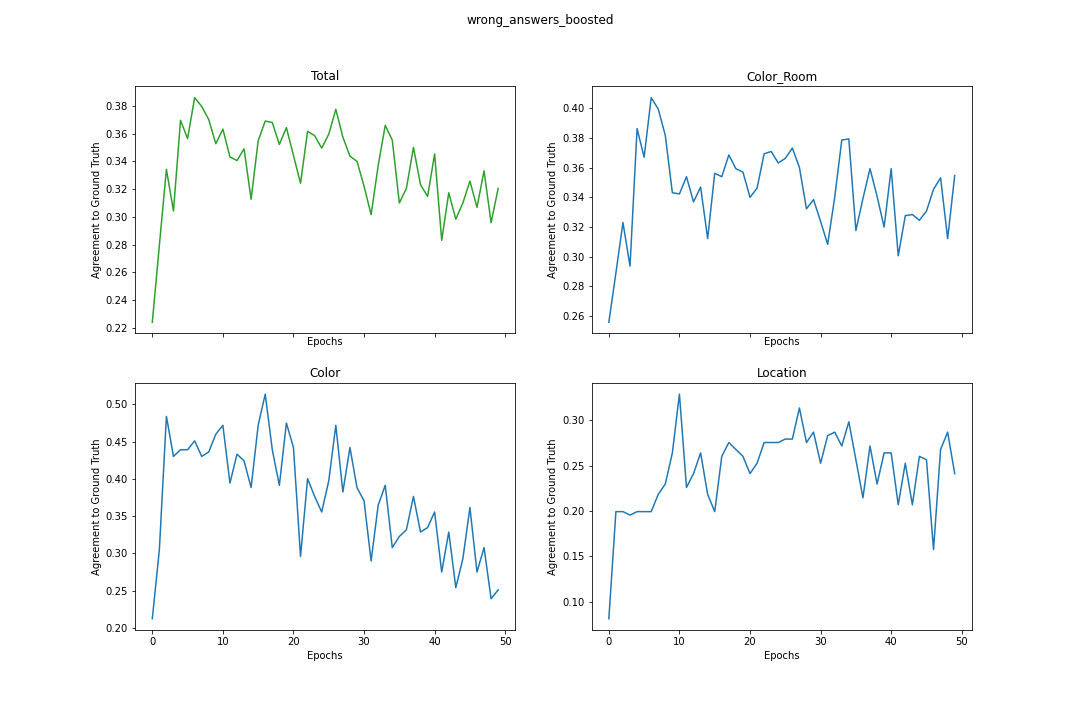 wrong_answers_boosted
Total
Agreement to Ground Truth
0.38
0.36
0.34
0.32
0.30
0.28
0.26
0.24
0.22
Epochs
Color_Room
Agreement to Ground Truth
0.40
0.38
0.36
0.34
0.32
0.30
0.28
0.26
Epochs
Color
Agreement to Ground Truth
0.50
0.45
0.40
0.35
0.30
0.25
0.20
0 10 20 30 40 50
Epochs
Location
Agreement to Ground Truth
0.30
0.25
0.20
0.15
0.10
0 10 20 30 40 50
Epochs